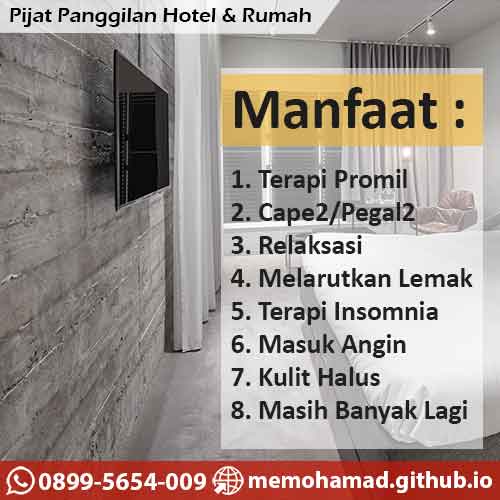 Pijat Panggilan Hotel & Rumah
Manfaat :
1. Terapi Promil
2. Cape2/Pegal2
3. Relaksasi
4. Melarutkan Lemak
5. Terapi Insomnia
6. Masuk Angin
7. Kulit Halus
8. Masih Banyak Lagi
0899-5654-009 memohamad.github.io